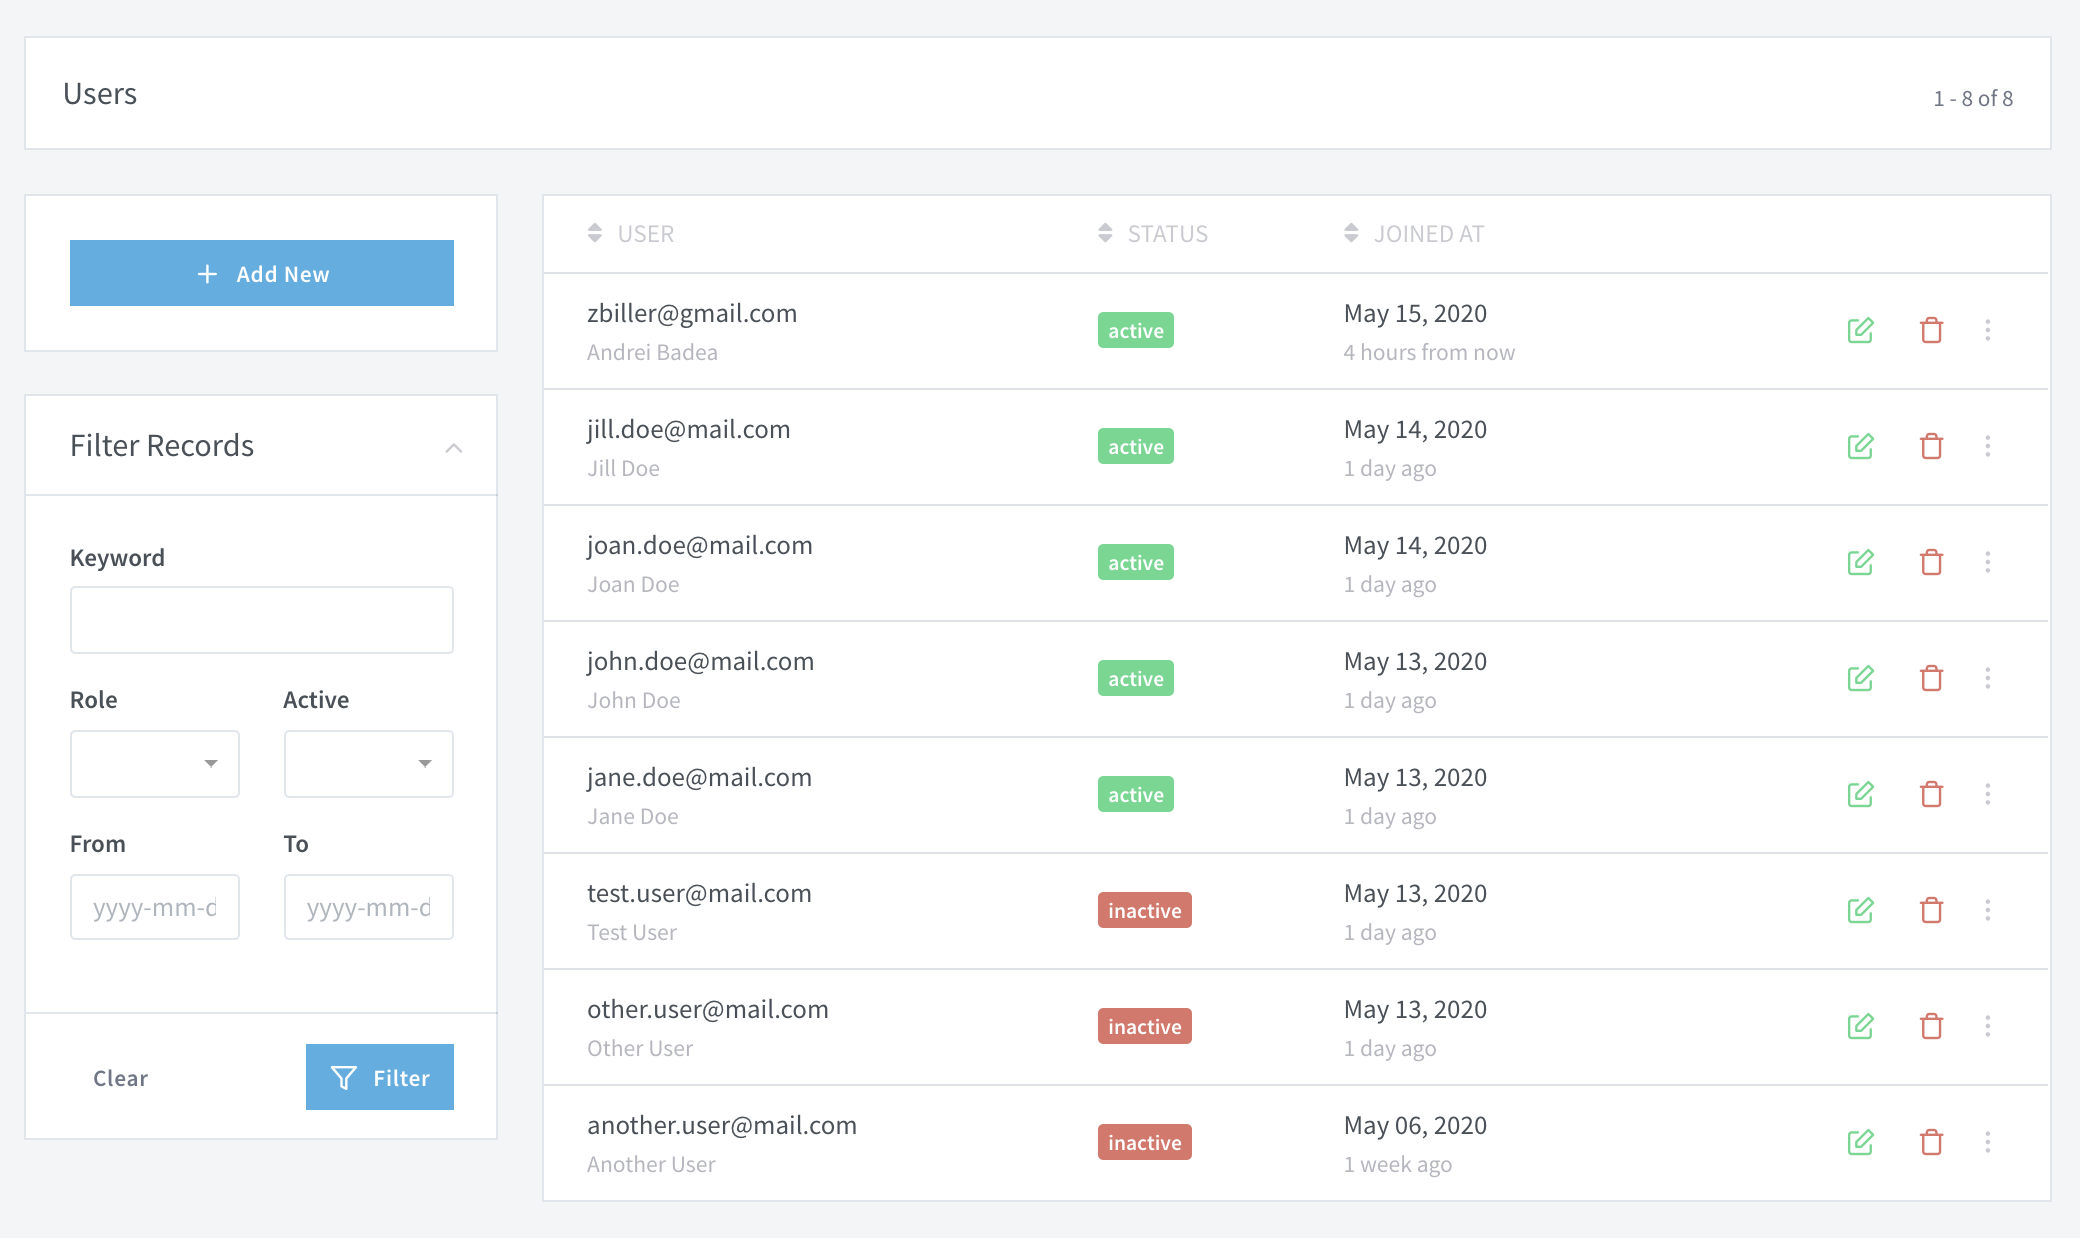 Users
1 - 8 of 8
Add New
Filter Records
Keyword
Role Active
From To
yyyy-mm-d yyyy-mm-d
Clear Filter
USER STATUS JOINED AT
zbiller@gmail.com active May 15, 2020
Andrei Badea 4 hours from now
jill.doe@mail.com active May 14, 2020
Jill Doe 1 day ago
joan.doe@mail.com active May 14, 2020
Joan Doe 1 day ago
john.doe@mail.com active May 13, 2020
John Doe 1 day ago
jane.doe@mail.com active May 13, 2020
Jane Doe 1 day ago
test.user@mail.com inactive May 13, 2020
Test User 1 day ago
other.user@mail.com inactive May 13, 2020
Other User 1 day ago
another.user@mail.com inactive May 06, 2020
Another User 1 week ago